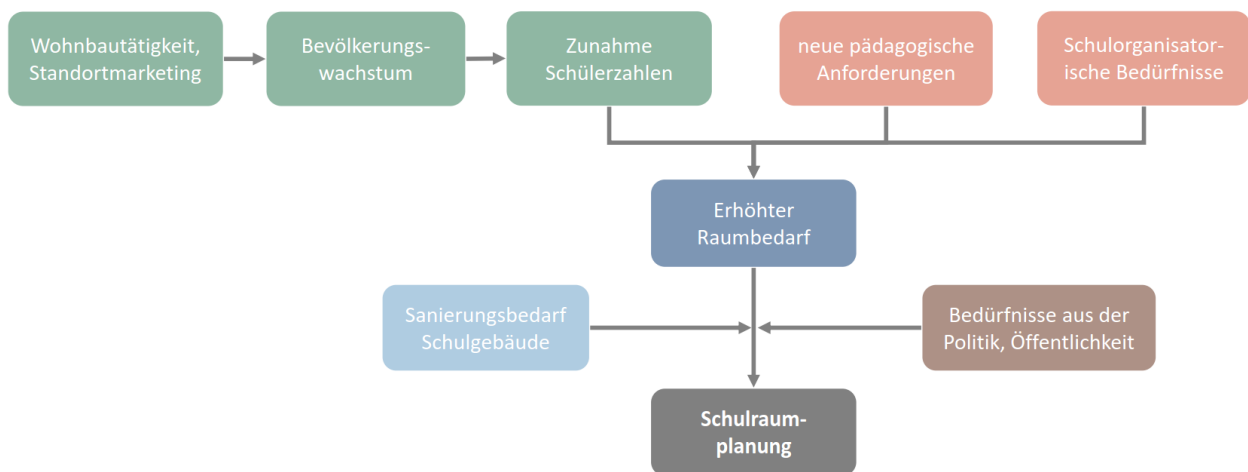 Wohnbautätigkeit,
Standortmarketing
Bevölkerungs-
wachstum
Zunahme
Schülerzahlen
neue pädagogische
Anforderungen
Schulorganisator-
ische Bedürfnisse
Erhöhter
Raumbedarf
Sanierungsbedarf
Schulgebäude
Bedürfnisse aus der
Politik, Öffentlichkeit
Schulraum-
planung